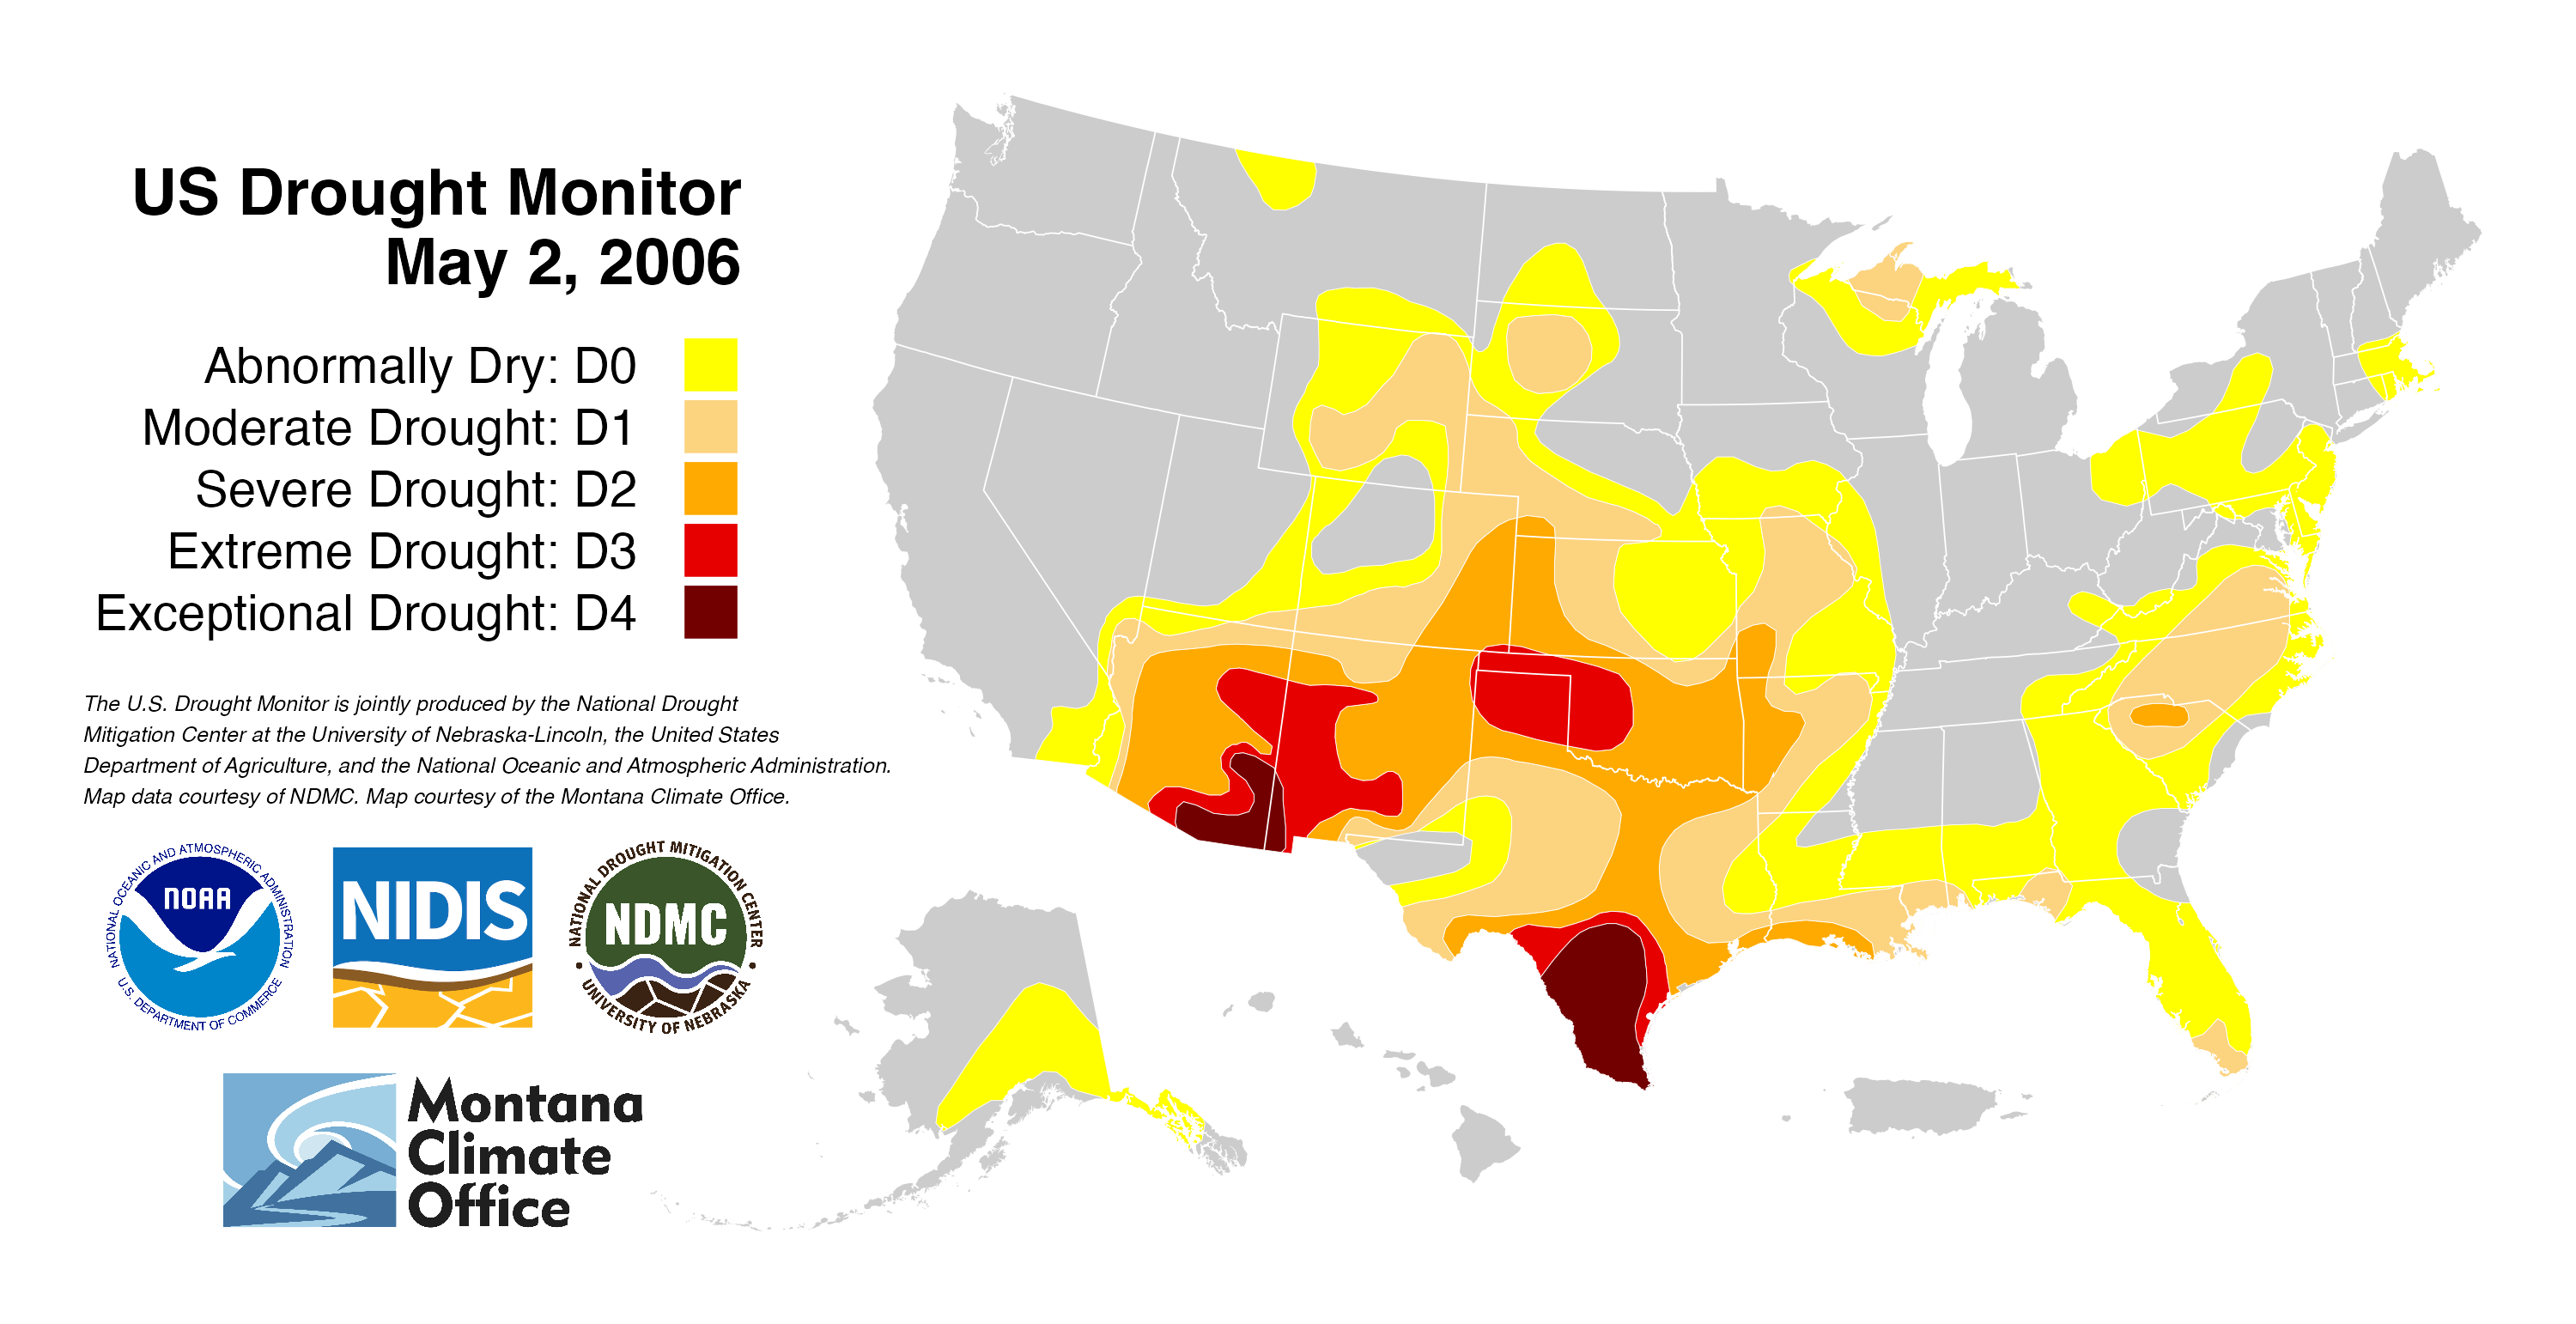 US Drought Monitor
May 2, 2006
Abnormally Dry: D0
Moderate Drought: D1
Severe Drought: D2
Extreme Drought: D3
Exceptional Drought: D4
The U.S. Drought Monitor is jointly produced by the National Drought
Mitigation Center at the University of Nebraska-Lincoln, the United States
Department of Agriculture, and the National Oceanic and Atmospheric Administration.
Map data courtesy of NDMC. Map courtesy of the Montana Climate Office.
NATIONAL OCEANIC AND ATMOSPHERIC ADMINISTRATION
NOAA
U.S. DEPARTMENT OF COMMERCE
NIDIS
NATIONAL DROUGHT MITIGATION CENTER
NDMC
UNIVERSITY OF NEBRASKA
Montana
Climate
Office